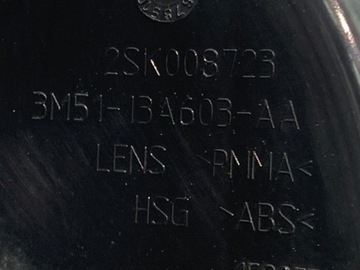 2SK008723
3M51-13A603-AA
LENS >PMMA<
HSG >ABS<